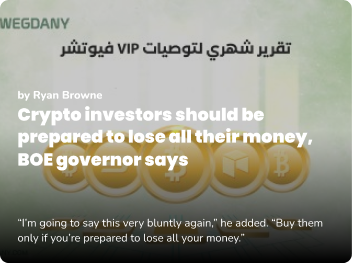 WEGDANY
تقرير شهري لتوصيات VIP فيوتشر
by Ryan Browne
Crypto investors should be
prepared to lose all their money,
BOE governor says
“I’m going to say this very bluntly again,” he added. “Buy them
only if you’re prepared to lose all your money.”